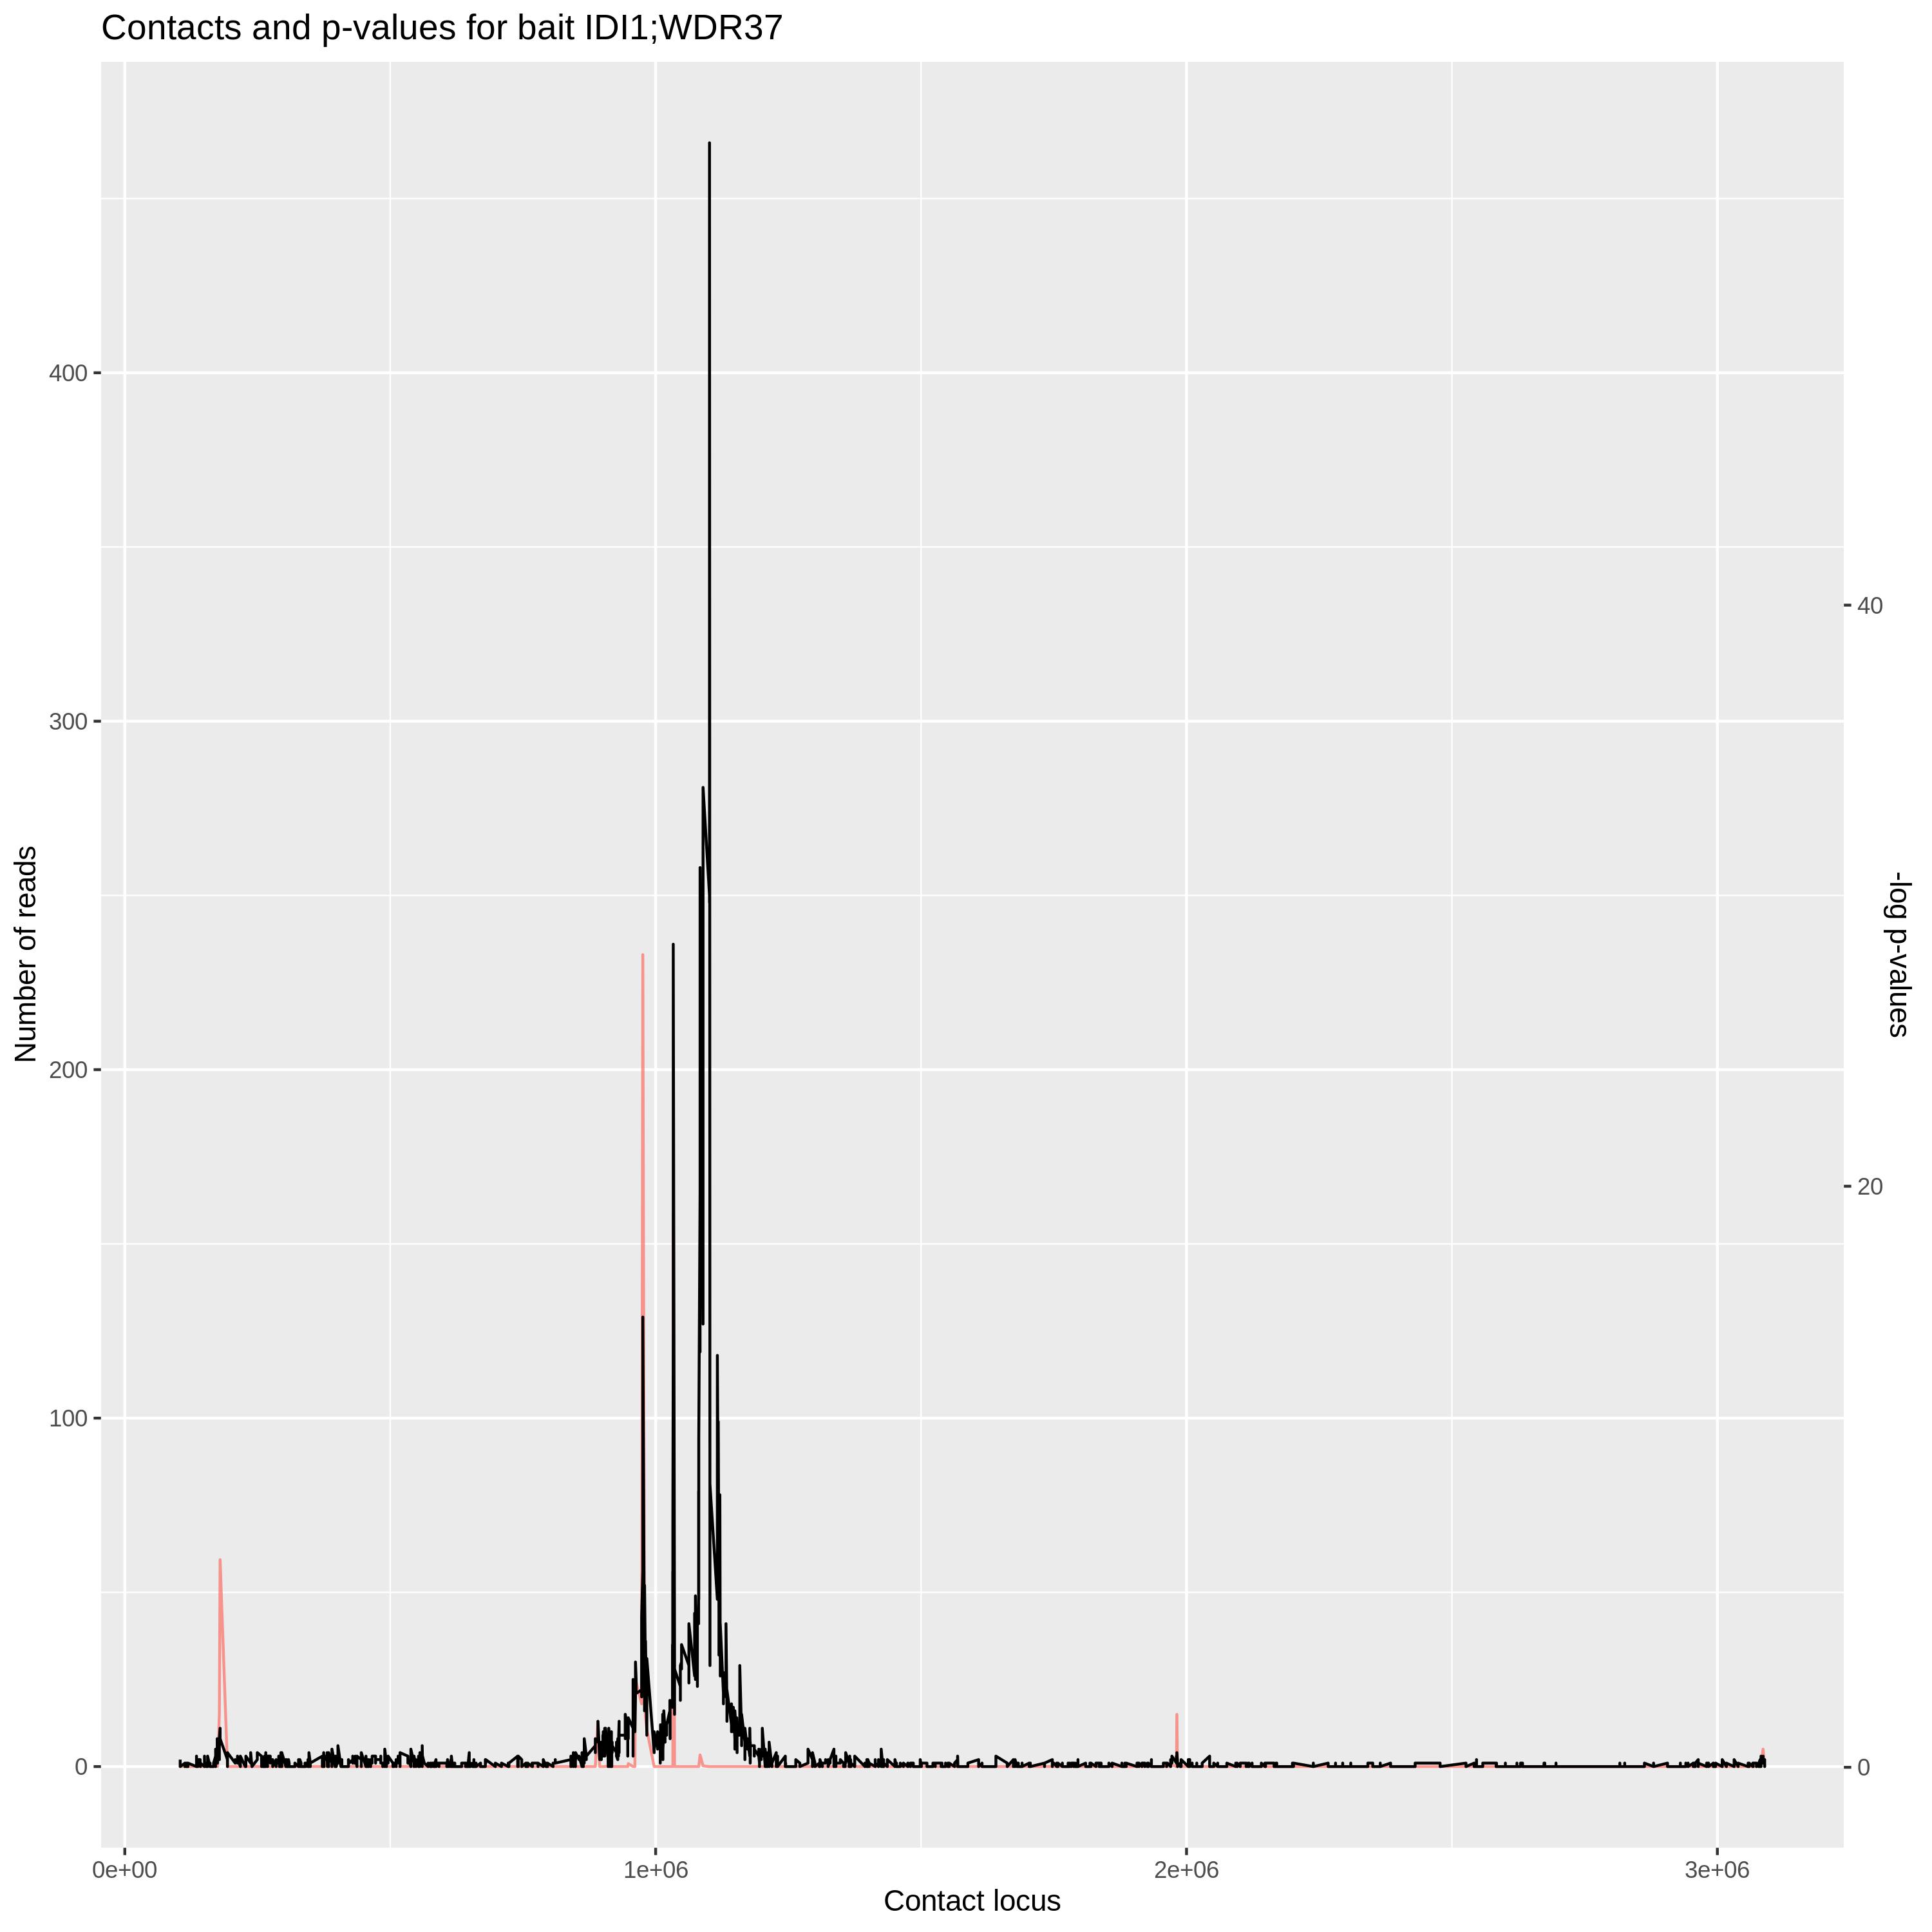 Contacts and p-values for bait IDI1;WDR37
400
300
200
100
0
Number of reads
40
20
0
-log p-values
0e+00
1e+06
2e+06
3e+06
Contact locus